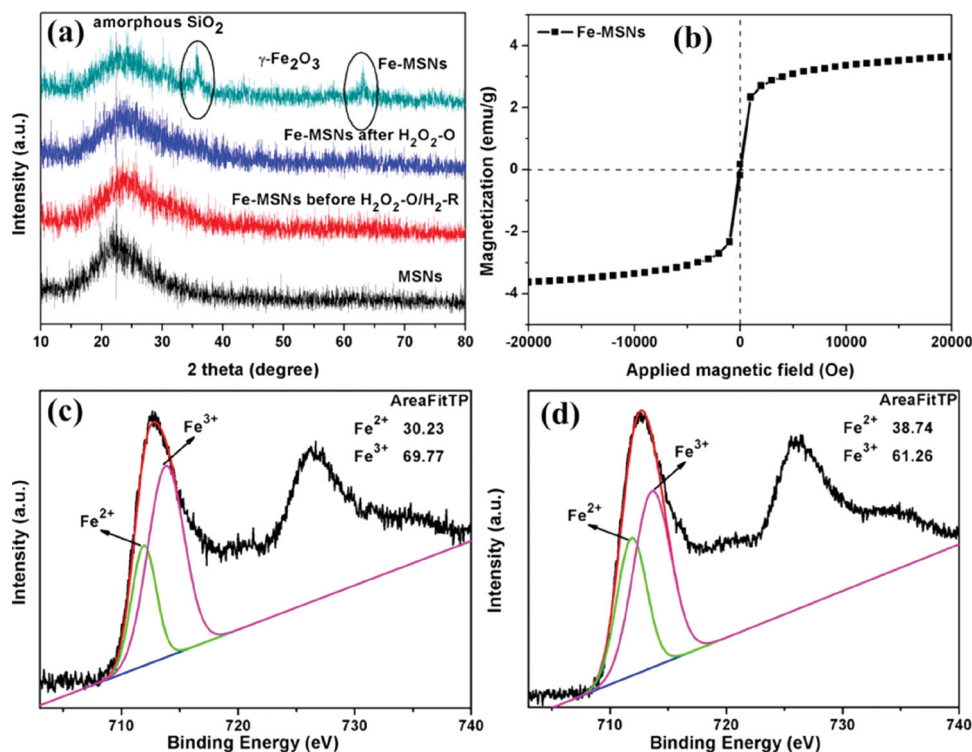 (a)
amorphous SiO2
γ-Fe2O3
Fe-MSNs
Fe-MSNs after H2O2-O
Fe-MSNs before H2O2-O/H2-R
MSNs
Intensity (a.u.)
10 20 30 40 50 60 70 80
2 theta (degree)
(b)
Fe-MSNs
Magnetization (emu/g)
4
2
0
-2
-4
-20000 -10000 0 10000 20000
Applied magnetic field (Oe)
(c)
AreaFitTP
Fe2+ 30.23
Fe3+ 69.77
Fe3+
Fe2+
Intensity (a.u.)
710 720 730 740
Binding Energy (eV)
(d)
AreaFitTP
Fe2+ 38.74
Fe3+ 61.26
Fe3+
Fe2+
Intensity (a.u.)
710 720 730 740
Binding Energy (eV)